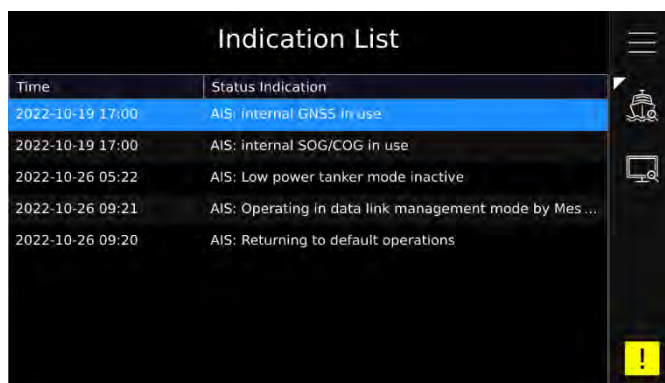 Indication List
Time Status Indication
2022-10-19 17:00 AIS: internal GNSS in use
2022-10-19 17:00 AIS: internal SOG/COG in use
2022-10-26 05:22 AIS: Low power tanker mode inactive
2022-10-26 09:21 AIS: Operating in data link management mode by Mes ...
2022-10-26 09:20 AIS: Returning to default operations
!